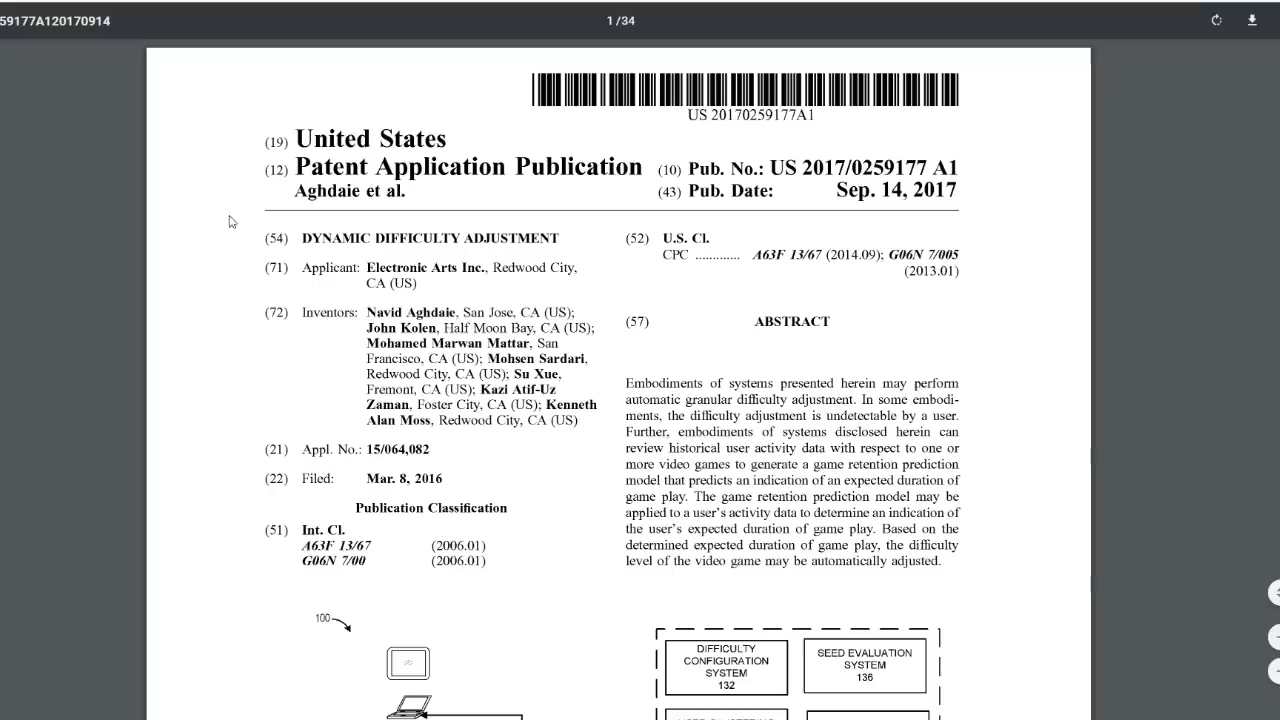 59177A120170914
1 /34
US 20170259177A1
(19) United States
(12) Patent Application Publication
Aghdaie et al.
(10) Pub. No.: US 2017/0259177 A1
(43) Pub. Date: Sep. 14, 2017
(54) DYNAMIC DIFFICULTY ADJUSTMENT
(71) Applicant: Electronic Arts Inc., Redwood City,
CA (US)
(72) Inventors: Navid Aghdaie, San Jose, CA (US);
John Kolen, Half Moon Bay, CA (US);
Mohamed Marwan Mattar, San
Francisco, CA (US); Mohsen Sardari,
Redwood City, CA (US); Su Xue,
Fremont, CA (US); Kazi Atif-Uz
Zaman, Foster City, CA (US); Kenneth
Alan Moss, Redwood City, CA (US)
(21) Appl. No.: 15/064,082
(22) Filed: Mar. 8, 2016
Publication Classification
(51) Int. Cl.
A63F 13/67 (2006.01)
G06N 7/00 (2006.01)
(52) U.S. Cl.
CPC ............. A63F 13/67 (2014.09); G06N 7/005
(2013.01)
(57) ABSTRACT
Embodiments of systems presented herein may perform
automatic granular difficulty adjustment. In some embodi-
ments, the difficulty adjustment is undetectable by a user.
Further, embodiments of systems disclosed herein can
review historical user activity data with respect to one or
more video games to generate a game retention prediction
model that predicts an indication of an expected duration of
game play. The game retention prediction model may be
applied to a user's activity data to determine an indication of
the user's expected duration of game play. Based on the
determined expected duration of game play, the difficulty
level of the video game may be automatically adjusted.
100
DIFFICULTY
CONFIGURATION
SYSTEM
132
SEED EVALUATION
SYSTEM
136